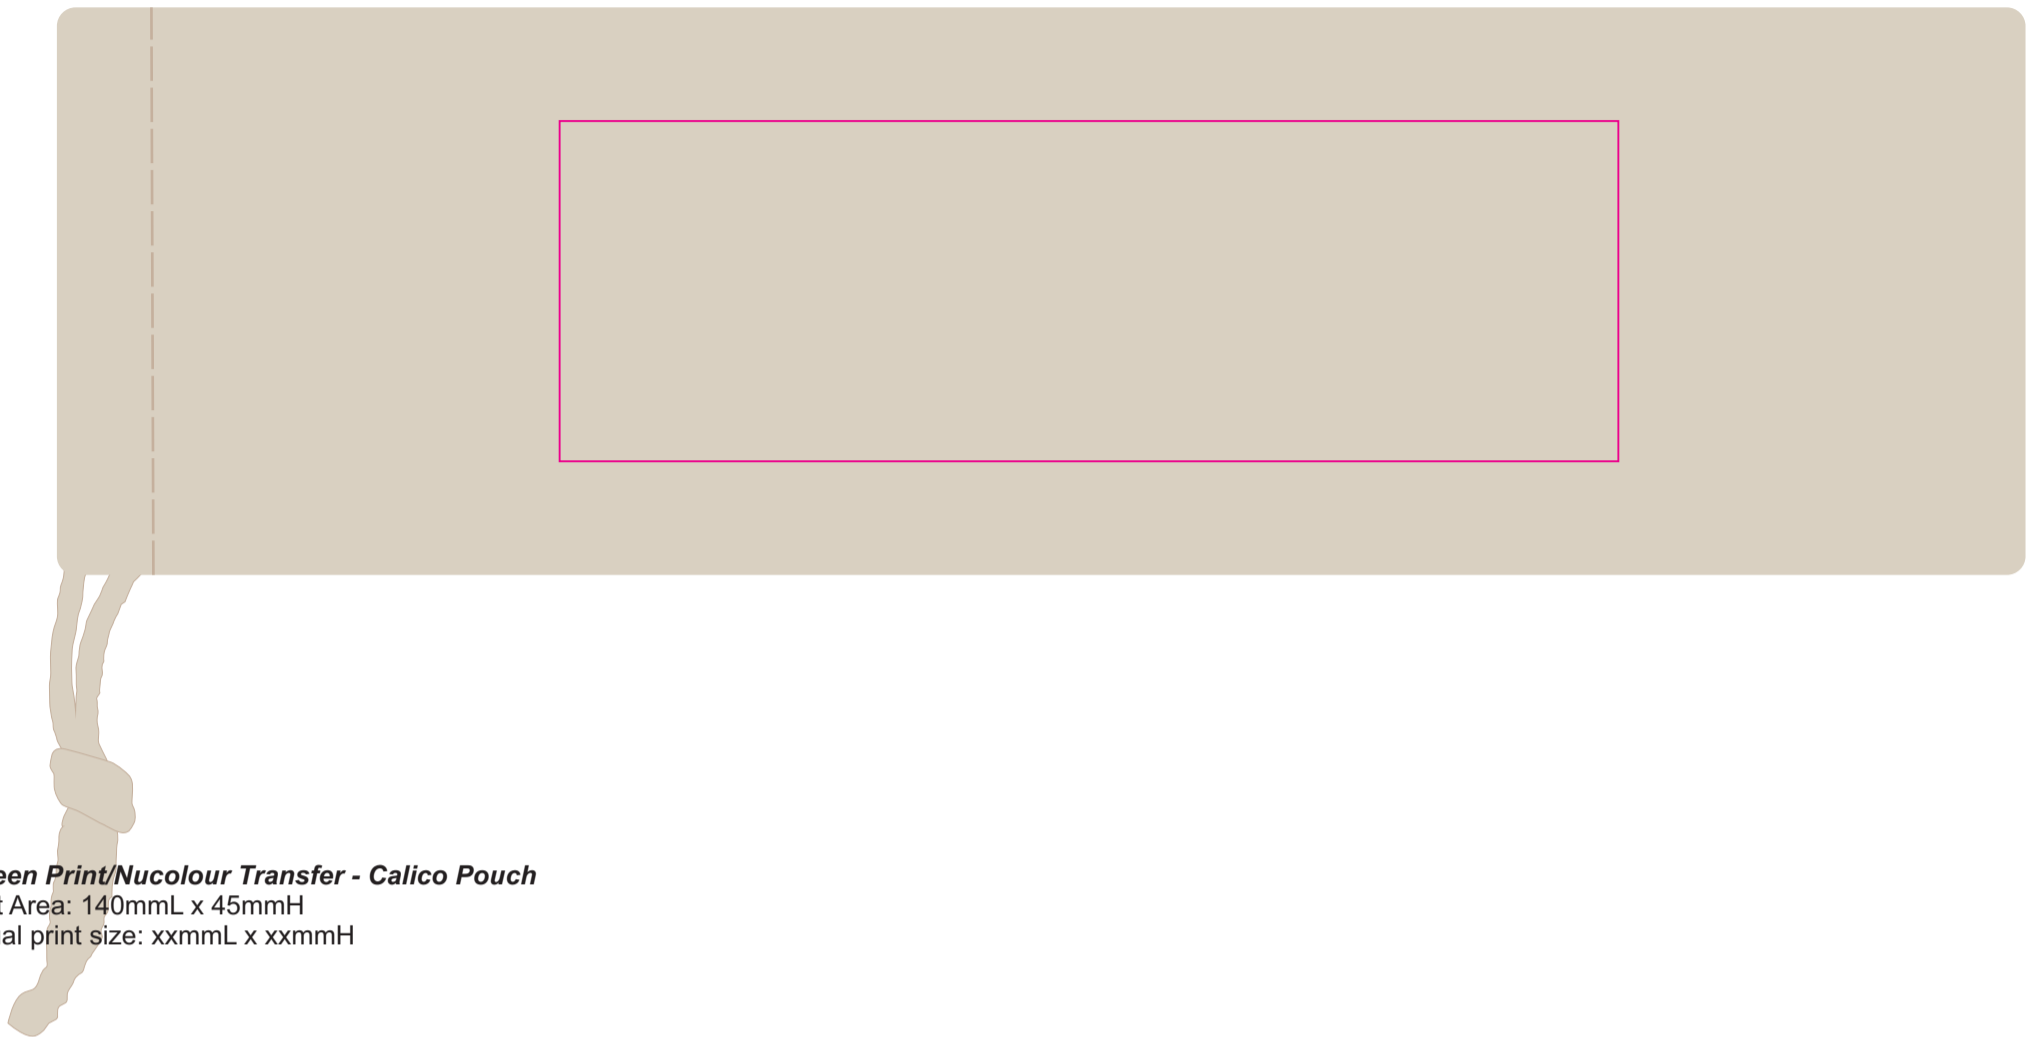 een Print/Nucolour Transfer - Calico Pouch
t Area: 140mmL x 45mmH
al print size: xxmmL x xxmmH